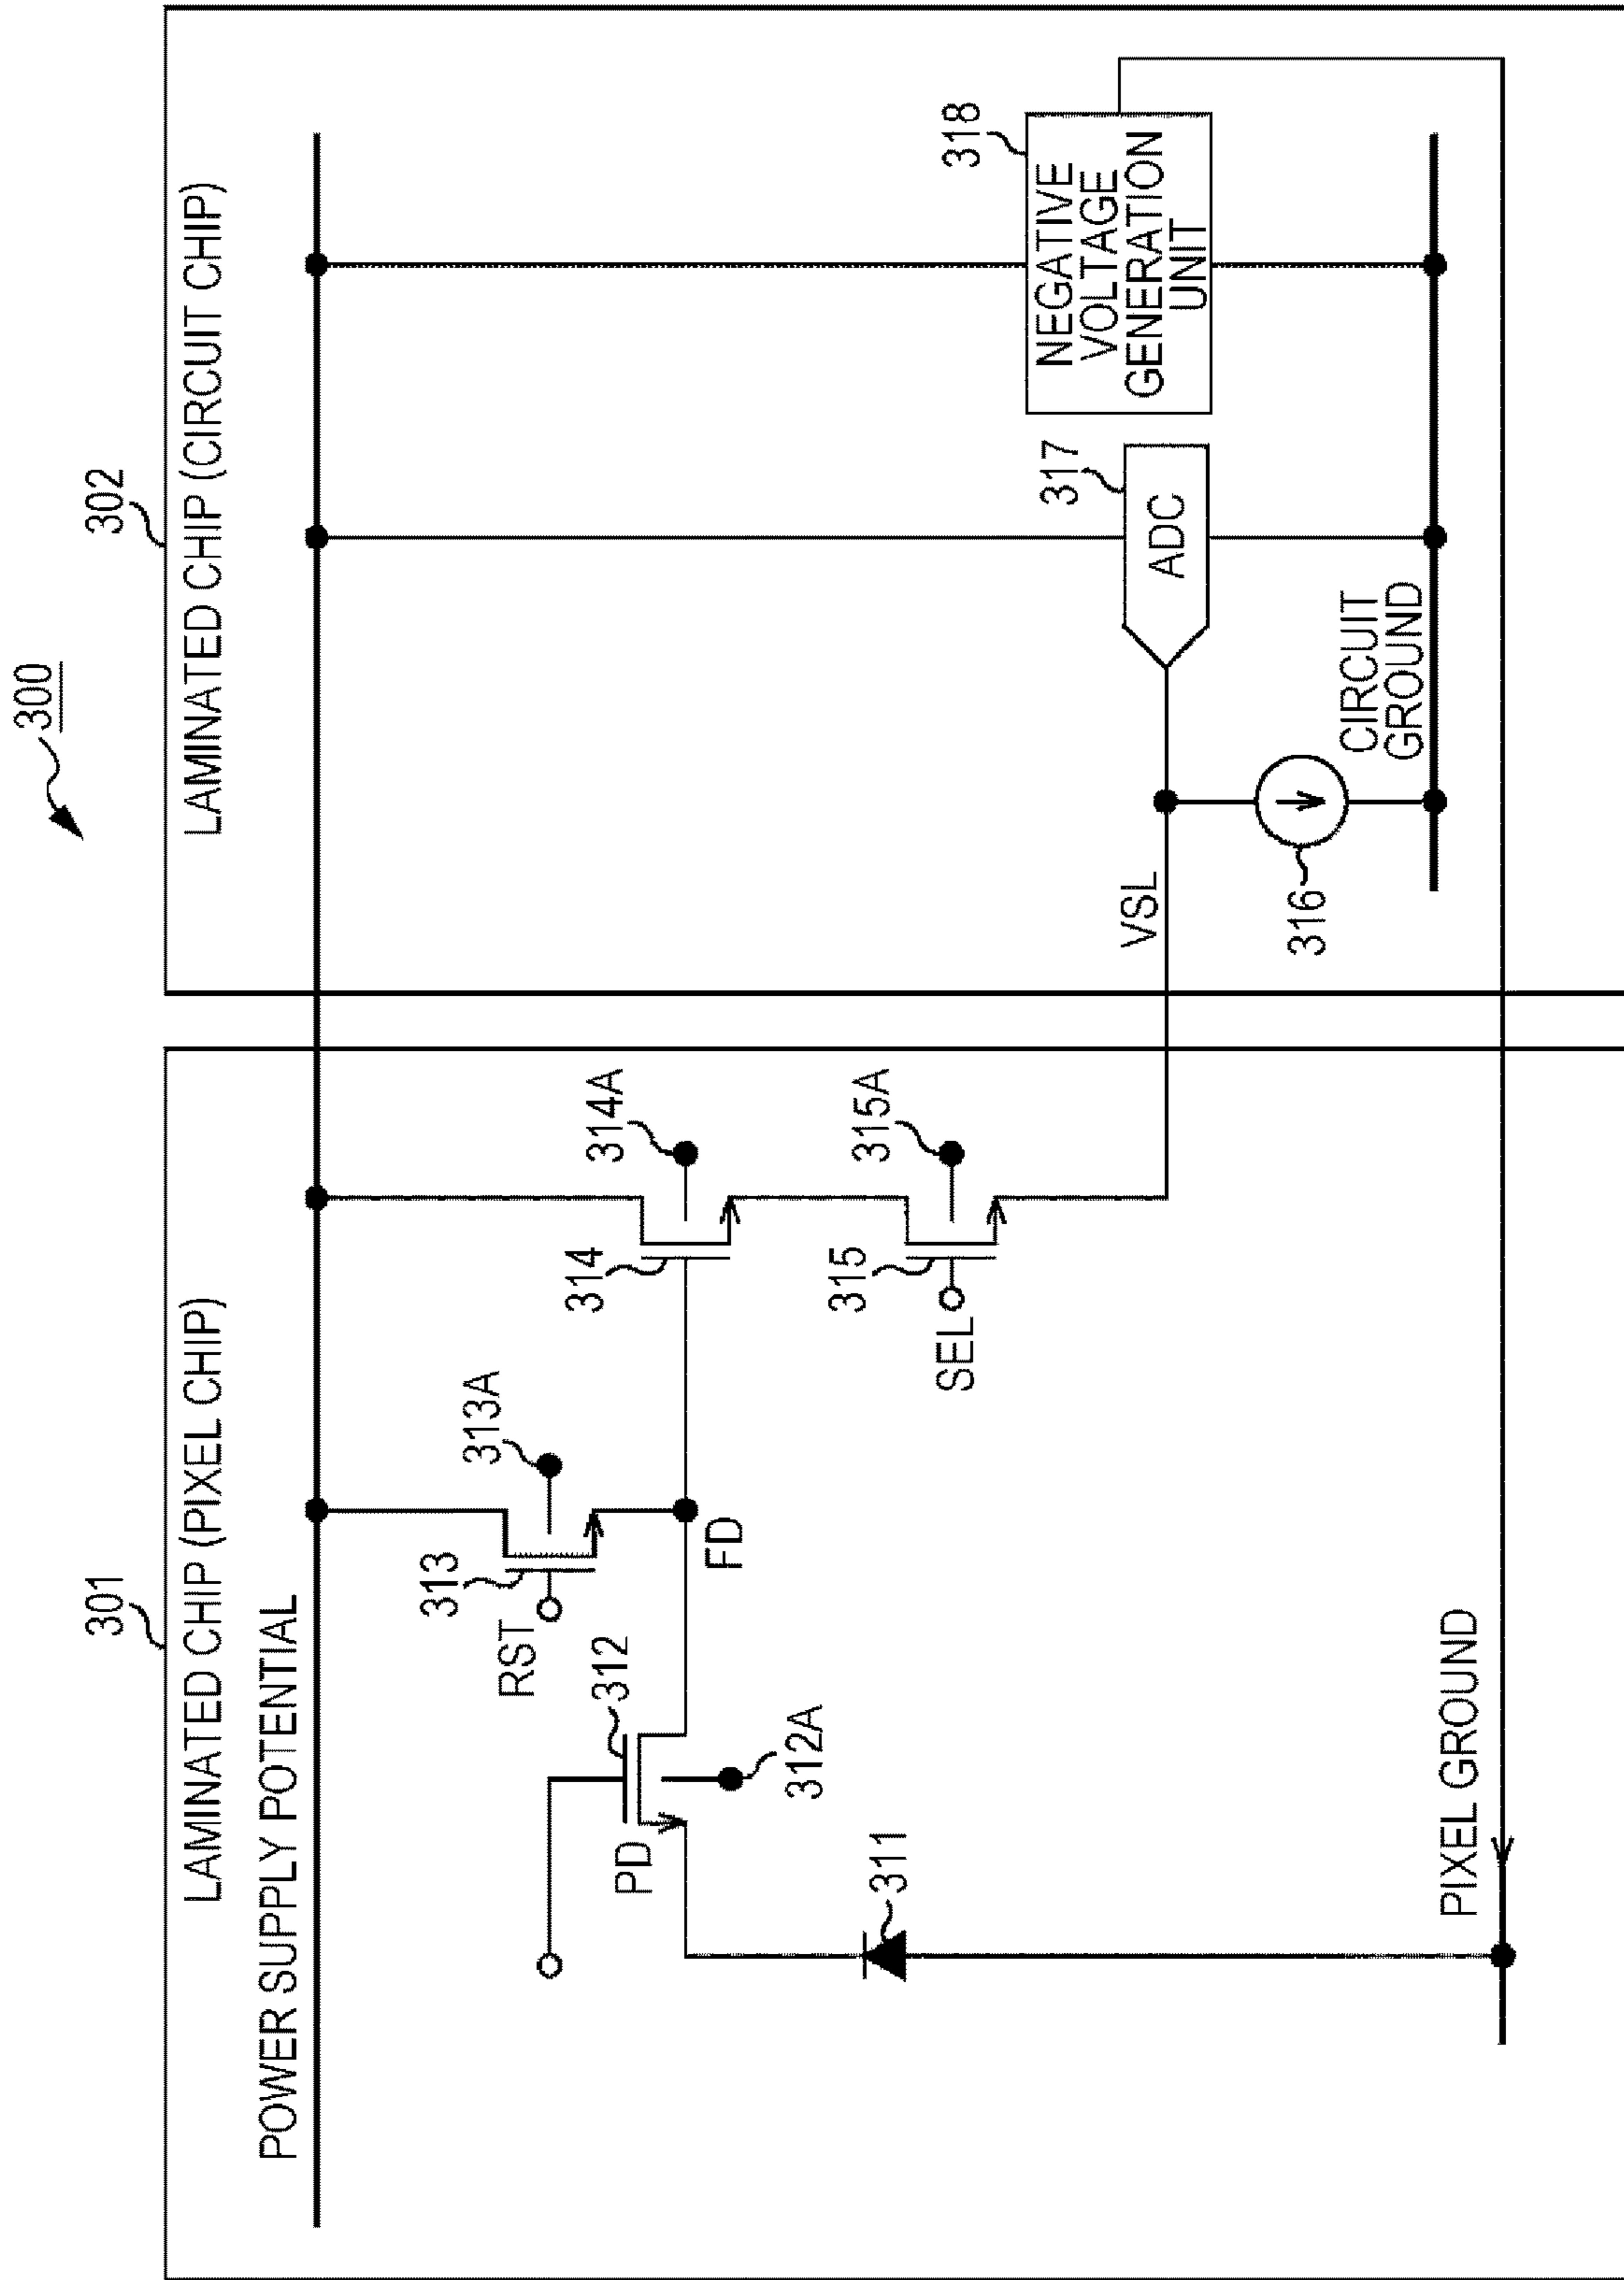 300
301
302
LAMINATED CHIP (PIXEL CHIP)
LAMINATED CHIP (CIRCUIT CHIP)
POWER SUPPLY POTENTIAL
313
313A
RST
312
PD
312A
FD
314
314A
315
315A
SEL
311
PIXEL GROUND
VSL
316
CIRCUIT
GROUND
317
ADC
318
NEGATIVE
VOLTAGE
GENERATION
UNIT